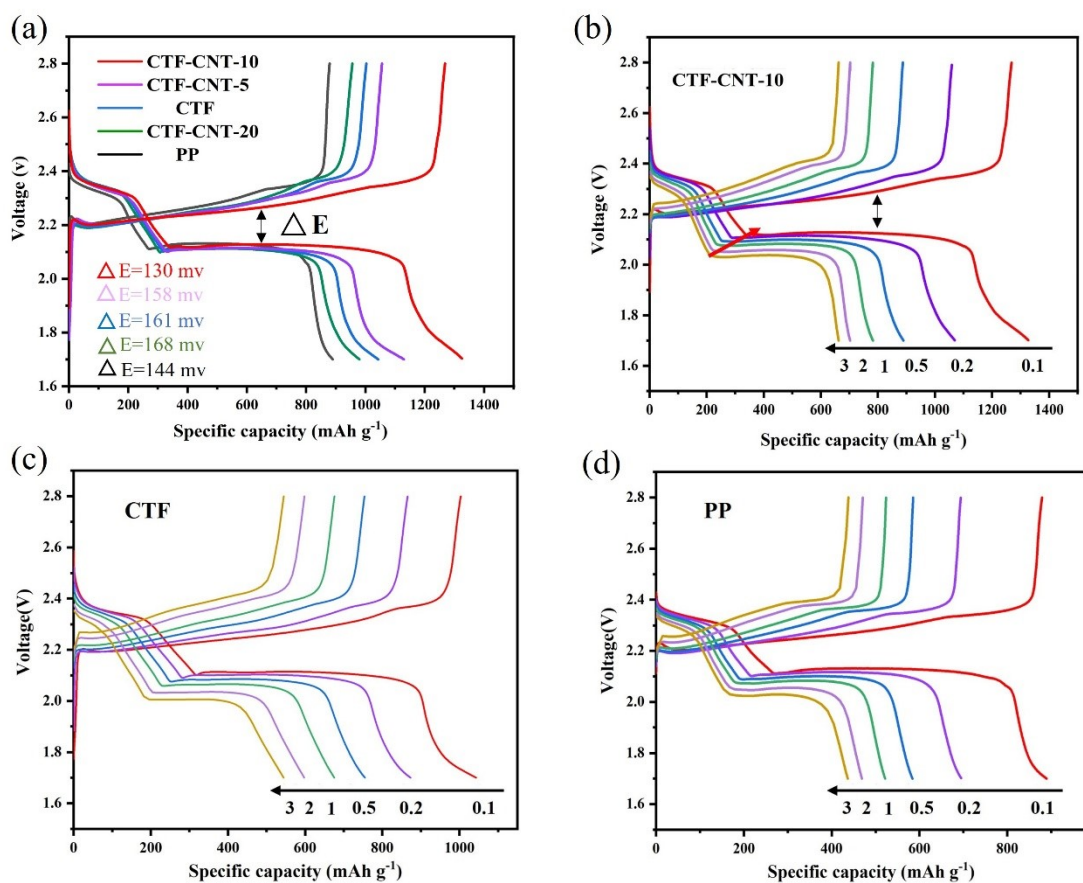 (a)
2.8
2.6
2.4
2.2
2.0
1.8
1.6
Voltage (v)
CTF-CNT-10
CTF-CNT-5
CTF
CTF-CNT-20
PP
△ E
△ E=130 mv
△ E=158 mv
△ E=161 mv
△ E=168 mv
△ E=144 mv
0 200 400 600 800 1000 1200 1400
Specific capacity (mAh g⁻¹)
(b)
2.8
2.6
2.4
2.2
2.0
1.8
1.6
Voltage (V)
CTF-CNT-10
3 2 1 0.5 0.2 0.1
0 200 400 600 800 1000 1200 1400
Specific capacity (mAh g⁻¹)
(c)
2.8
2.6
2.4
2.2
2.0
1.8
1.6
Voltage(V)
CTF
3 2 1 0.5 0.2 0.1
0 200 400 600 800 1000
Specific capacity (mAh g⁻¹)
(d)
2.8
2.6
2.4
2.2
2.0
1.8
1.6
Voltage(V)
PP
3 2 1 0.5 0.2 0.1
0 200 400 600 800
Specific capacity (mAh g⁻¹)